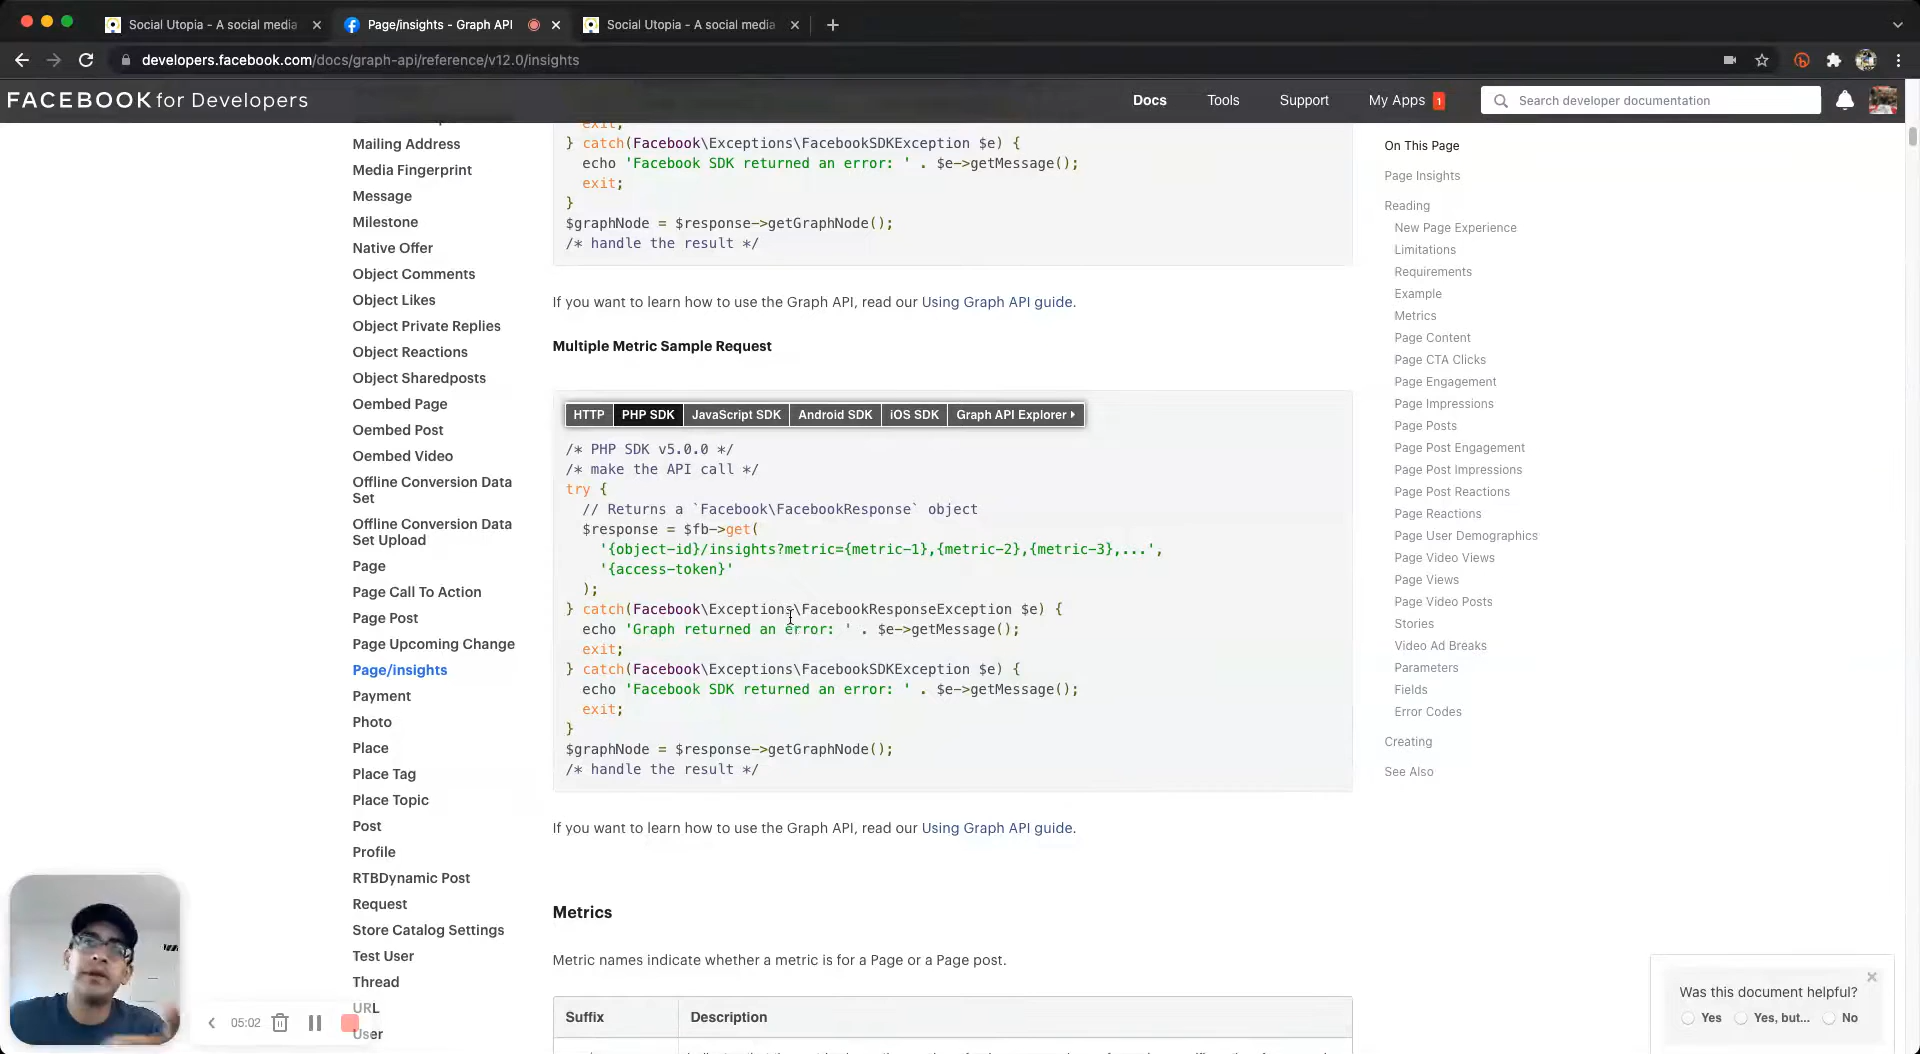 Social Utopia - A social media
Page/insights - Graph API
Social Utopia - A social media
developers.facebook.com/docs/graph-api/reference/v12.0/insights
FACEBOOK for Developers
Docs
Tools
Support
My Apps 1
Search developer documentation
Mailing Address
Media Fingerprint
Message
Milestone
Native Offer
Object Comments
Object Likes
Object Private Replies
Object Reactions
Object Sharedposts
Oembed Page
Oembed Post
Oembed Video
Offline Conversion Data
Set
Offline Conversion Data
Set Upload
Page
Page Call To Action
Page Post
Page Upcoming Change
Page/insights
Payment
Photo
Place
Place Tag
Place Topic
Post
Profile
RTBDynamic Post
Request
Store Catalog Settings
Test User
Thread
URL
User
exit;
} catch(Facebook\Exceptions\FacebookSDKException $e) {
echo 'Facebook SDK returned an error: ' . $e->getMessage();
exit;
}
$graphNode = $response->getGraphNode();
/* handle the result */
If you want to learn how to use the Graph API, read our Using Graph API guide.
Multiple Metric Sample Request
HTTP
PHP SDK
JavaScript SDK
Android SDK
iOS SDK
Graph API Explorer
/* PHP SDK v5.0.0 */
/* make the API call */
try {
// Returns a `Facebook\FacebookResponse` object
$response = $fb->get(
'{object-id}/insights?metric={metric-1},{metric-2},{metric-3},...',
'{access-token}'
);
} catch(Facebook\Exceptions\FacebookResponseException $e) {
echo 'Graph returned an error: ' . $e->getMessage();
exit;
} catch(Facebook\Exceptions\FacebookSDKException $e) {
echo 'Facebook SDK returned an error: ' . $e->getMessage();
exit;
}
$graphNode = $response->getGraphNode();
/* handle the result */
If you want to learn how to use the Graph API, read our Using Graph API guide.
Metrics
Metric names indicate whether a metric is for a Page or a Page post.
Suffix
Description
On This Page
Page Insights
Reading
New Page Experience
Limitations
Requirements
Example
Metrics
Page Content
Page CTA Clicks
Page Engagement
Page Impressions
Page Posts
Page Post Engagement
Page Post Impressions
Page Post Reactions
Page Reactions
Page User Demographics
Page Video Views
Page Views
Page Video Posts
Stories
Video Ad Breaks
Parameters
Fields
Error Codes
Creating
See Also
Was this document helpful?
Yes
Yes, but...
No
05:02